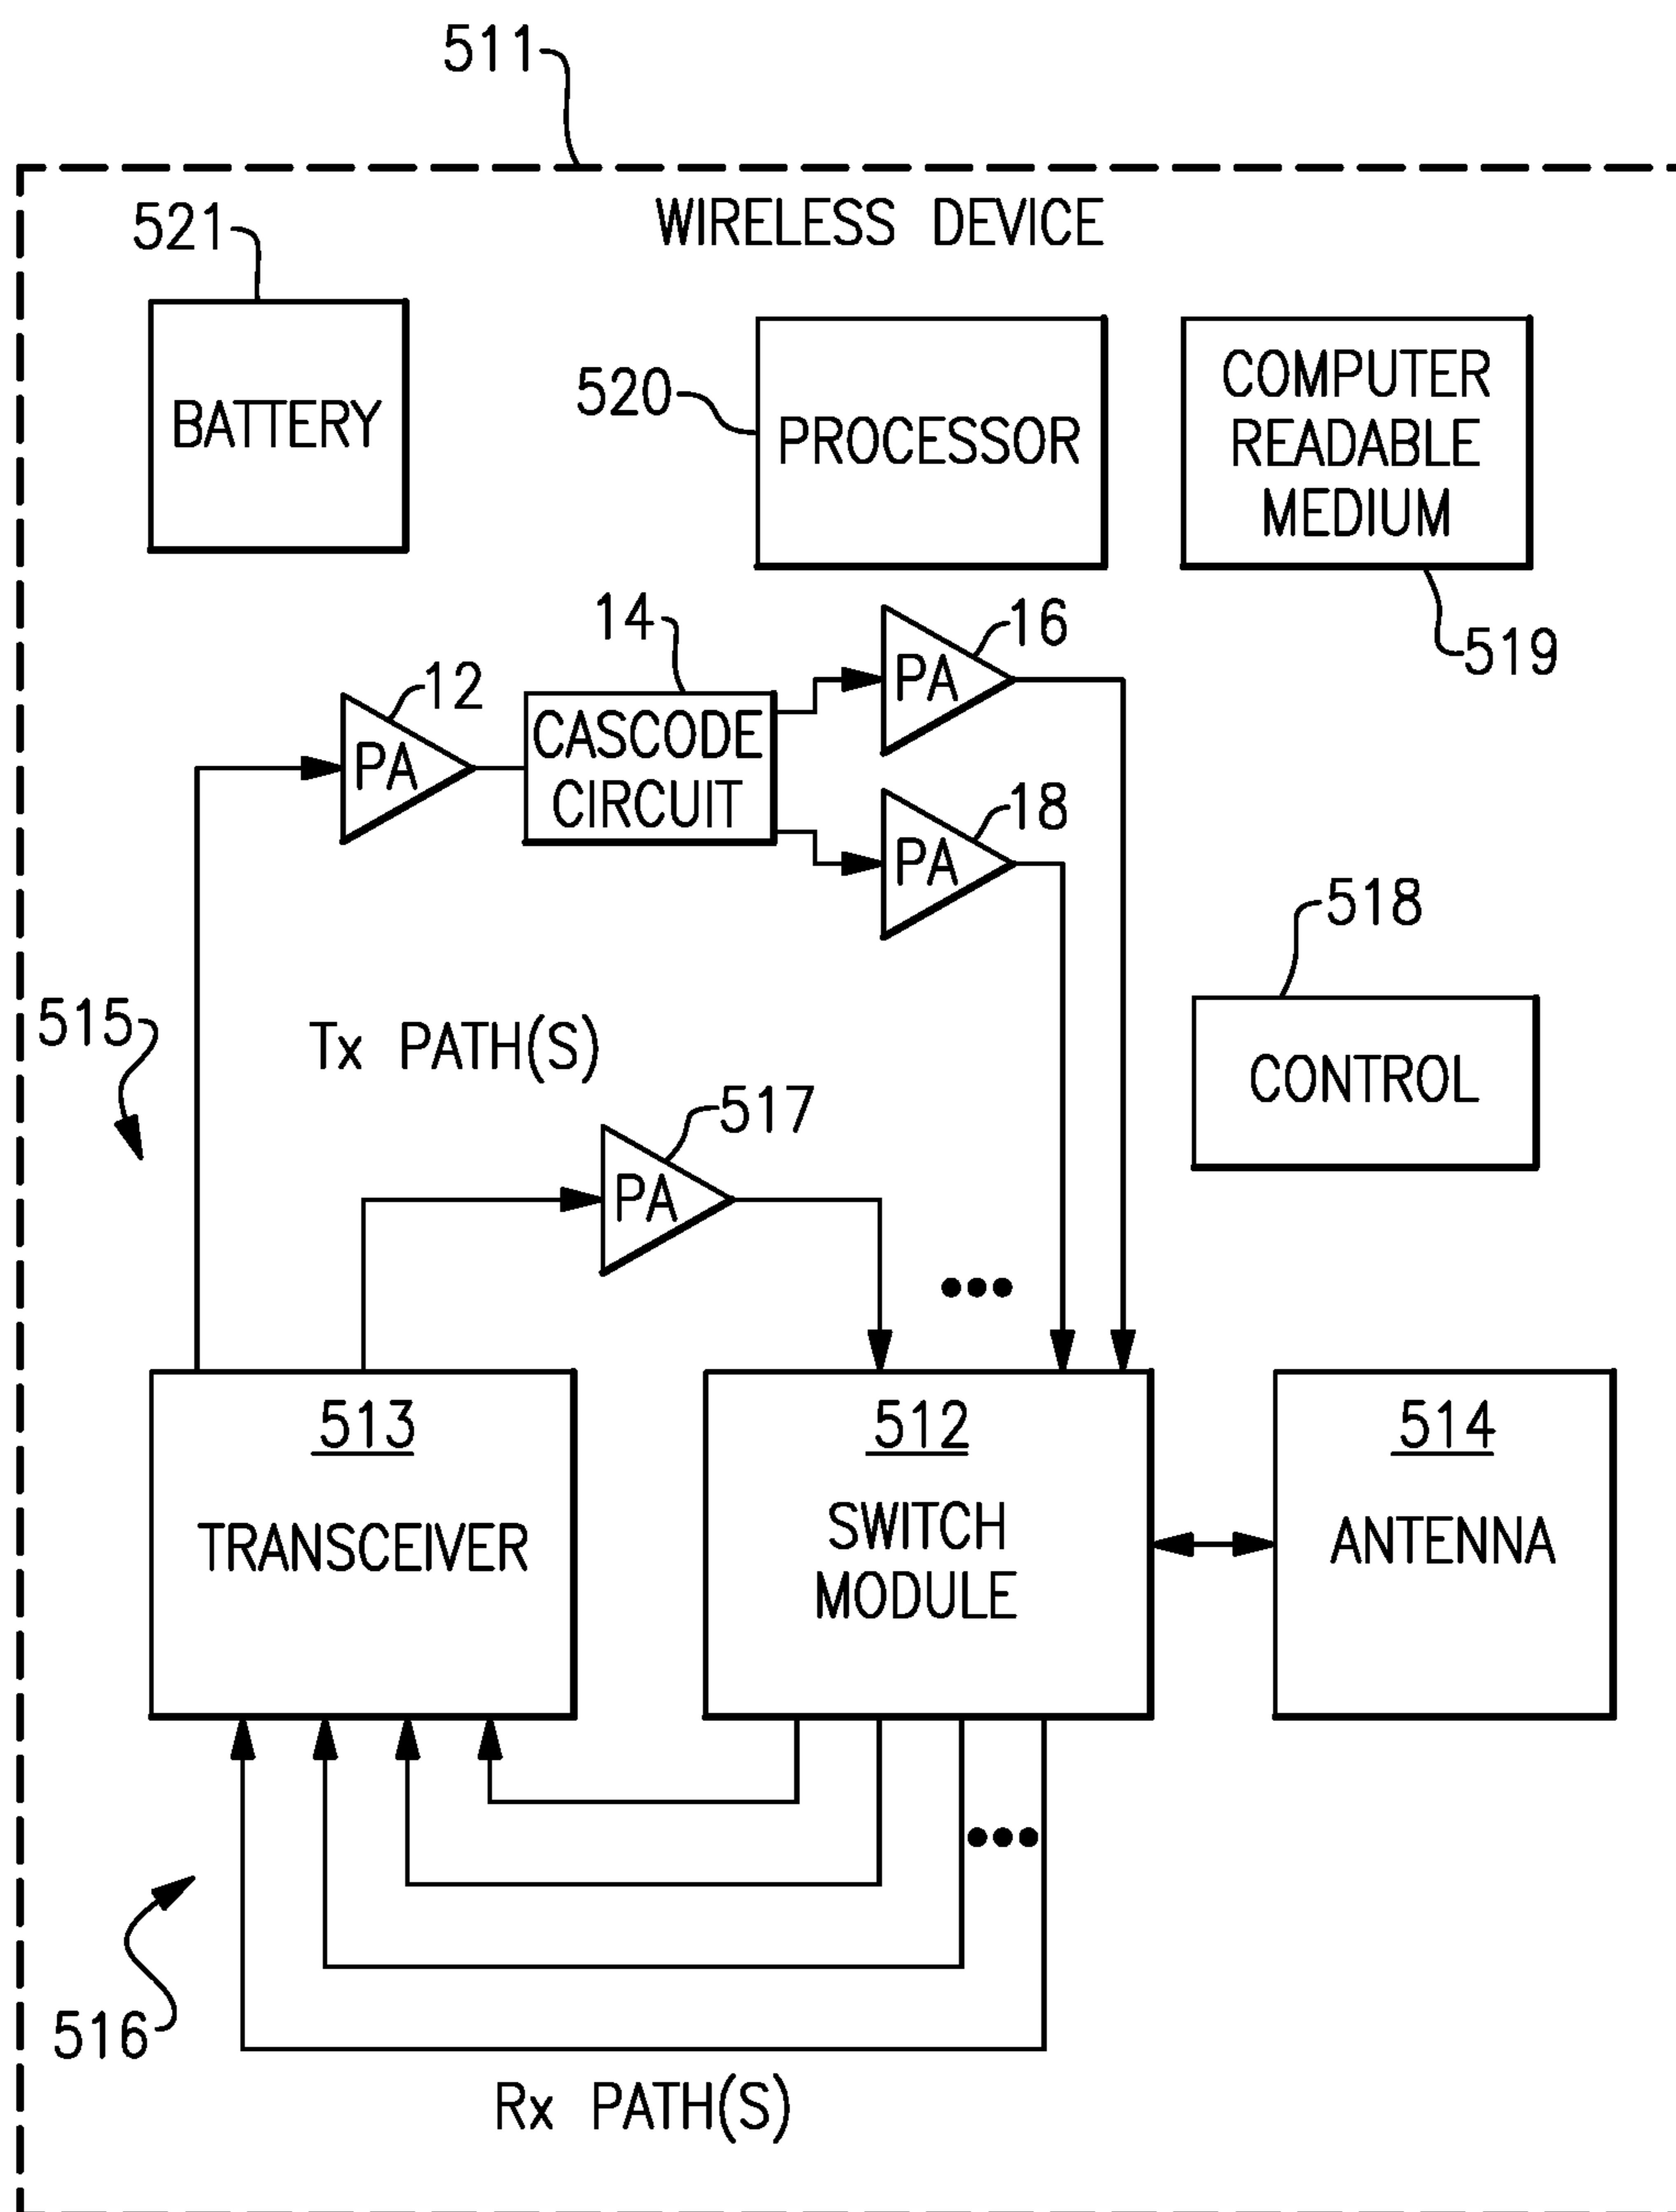 511
WIRELESS DEVICE
521
BATTERY
520
PROCESSOR
COMPUTER
READABLE
MEDIUM
519
14
16
12
PA
CASCODE
CIRCUIT
PA
18
PA
518
CONTROL
515
Tx PATH(S)
517
PA
513
TRANSCEIVER
512
SWITCH
MODULE
514
ANTENNA
516
Rx PATH(S)